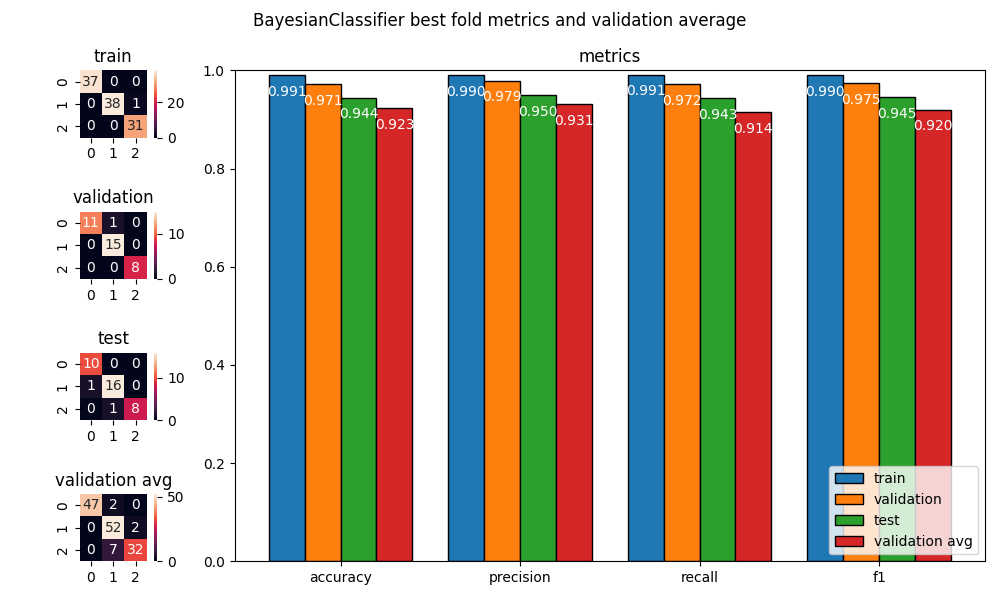 BayesianClassifier best fold metrics and validation average
train
0 37 0 0
1 0 38 1
2 0 0 31
0 1 2
20
0
validation
0 11 1 0
1 0 15 0
2 0 0 8
0 1 2
10
0
test
0 10 0 0
1 1 16 0
2 0 1 8
0 1 2
10
0
validation avg
0 47 2 0
1 0 52 2
2 0 7 32
0 1 2
50
0
metrics
1.0
0.8
0.6
0.4
0.2
0.0
0.991 0.971 0.944 0.923
0.990 0.979 0.950 0.931
0.991 0.972 0.943 0.914
0.990 0.975 0.945 0.920
accuracy precision recall f1
train
validation
test
validation avg